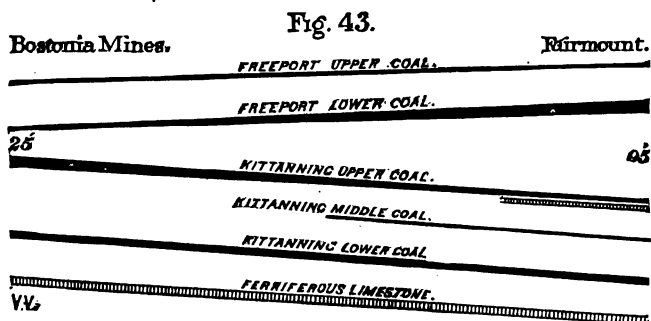 Fig. 43.
Bostonia Mines. Fairmount.
FREEPORT UPPER COAL.
FREEPORT LOWER COAL.
25' 95'
KITTANNING UPPER COAL.
KITTANNING MIDDLE COAL.
KITTANNING LOWER COAL
FERRIFEROUS LIMESTONE.